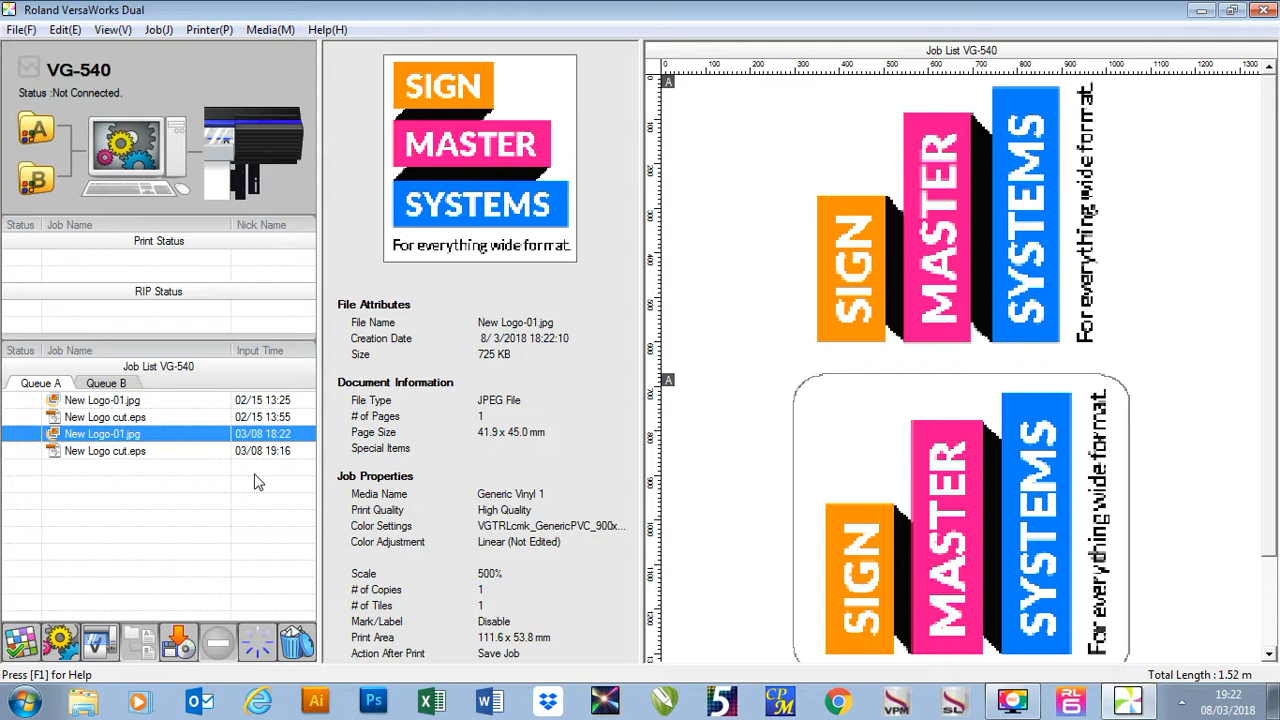 Roland VersaWorks Dual
File(F) Edit(E) View(V) Job(J) Printer(P) Media(M) Help(H)
VG-540
Status :Not Connected.
A
B
Status Job Name Nick Name
Print Status
RIP Status
Status Job Name Input Time
Job List VG-540
Queue A Queue B
New Logo-01.jpg 02/15 13:25
New Logo cut.eps 02/15 13:55
New Logo-01.jpg 03/08 18:22
New Logo cut.eps 03/08 19:16
SIGN
MASTER
SYSTEMS
For everything wide format.
File Attributes
File Name New Logo-01.jpg
Creation Date 8/ 3/2018 18:22:10
Size 725 KB
Document Information
File Type JPEG File
# of Pages 1
Page Size 41.9 x 45.0 mm
Special Items
Job Properties
Media Name Generic Vinyl 1
Print Quality High Quality
Color Settings VGTRLcmk_GenericPVC_900x...
Color Adjustment Linear (Not Edited)
Scale 500%
# of Copies 1
# of Tiles 1
Mark/Label Disable
Print Area 111.6 x 53.8 mm
Action After Print Save Job
Job List VG-540
0 100 200 300 400 500 600 700 800 900 1000 1100 1200 1300
A
SIGN
MASTER
SYSTEMS
For everything wide format.
A
SIGN
MASTER
SYSTEMS
For everything wide format.
Press [F1] for Help
Total Length : 1.52 m
Ai Ps 5 CPM VPM SD REC RL6
19:22
08/03/2018